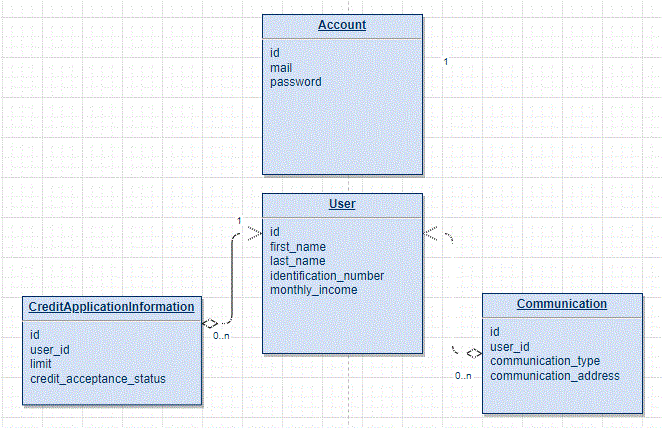 Account
id
mail
password
1
User
id
first_name
last_name
identification_number
monthly_income
1
CreditApplicationInformation
id
user_id
limit
credit_acceptance_status
0..n
Communication
id
user_id
communication_type
communication_address
0..n